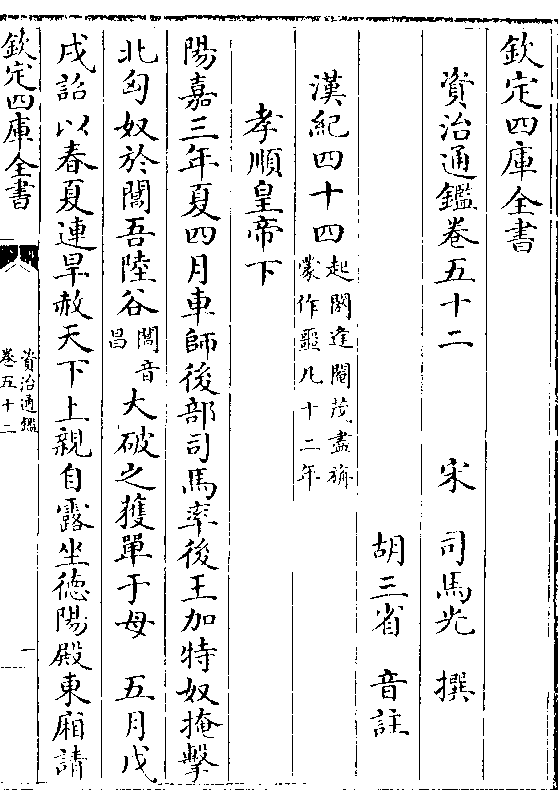 欽定四庫全書
資治通鑑卷五十二
宋 司馬光 撰
胡三省 音註
漢紀四十四 起閼逢閹茂盡旃
蒙作噩凡十二年
孝順皇帝下
陽嘉三年夏四月車師後部司馬率後王加特奴掩擊
北匈奴於閶吾陸谷 閶音
昌 大破之獲單于母 五月戊
戌詔以春夏連旱赦天下上親自露坐德陽殿東廂請
欽定四庫全書
資治通鑑
卷五十二
一